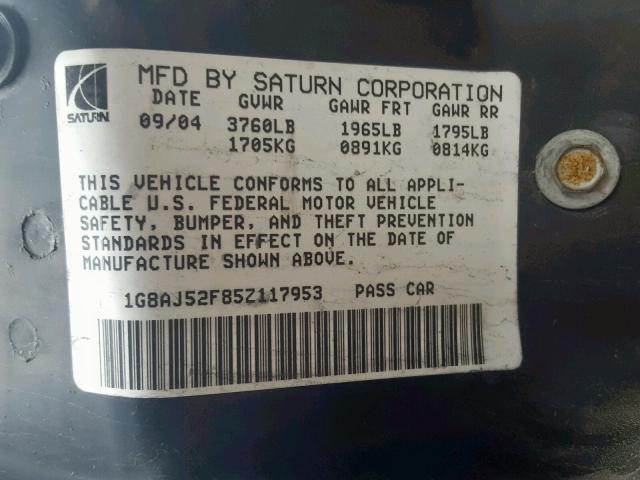 SATURN
MFD BY SATURN CORPORATION
DATE GVWR GAWR FRT GAWR RR
09/04 3760LB 1965LB 1795LB
1705KG 0891KG 0814KG
THIS VEHICLE CONFORMS TO ALL APPLI-
CABLE U.S. FEDERAL MOTOR VEHICLE
SAFETY, BUMPER, AND THEFT PREVENTION
STANDARDS IN EFFECT ON THE DATE OF
MANUFACTURE SHOWN ABOVE.
1G8AJ52F85Z117953 PASS CAR